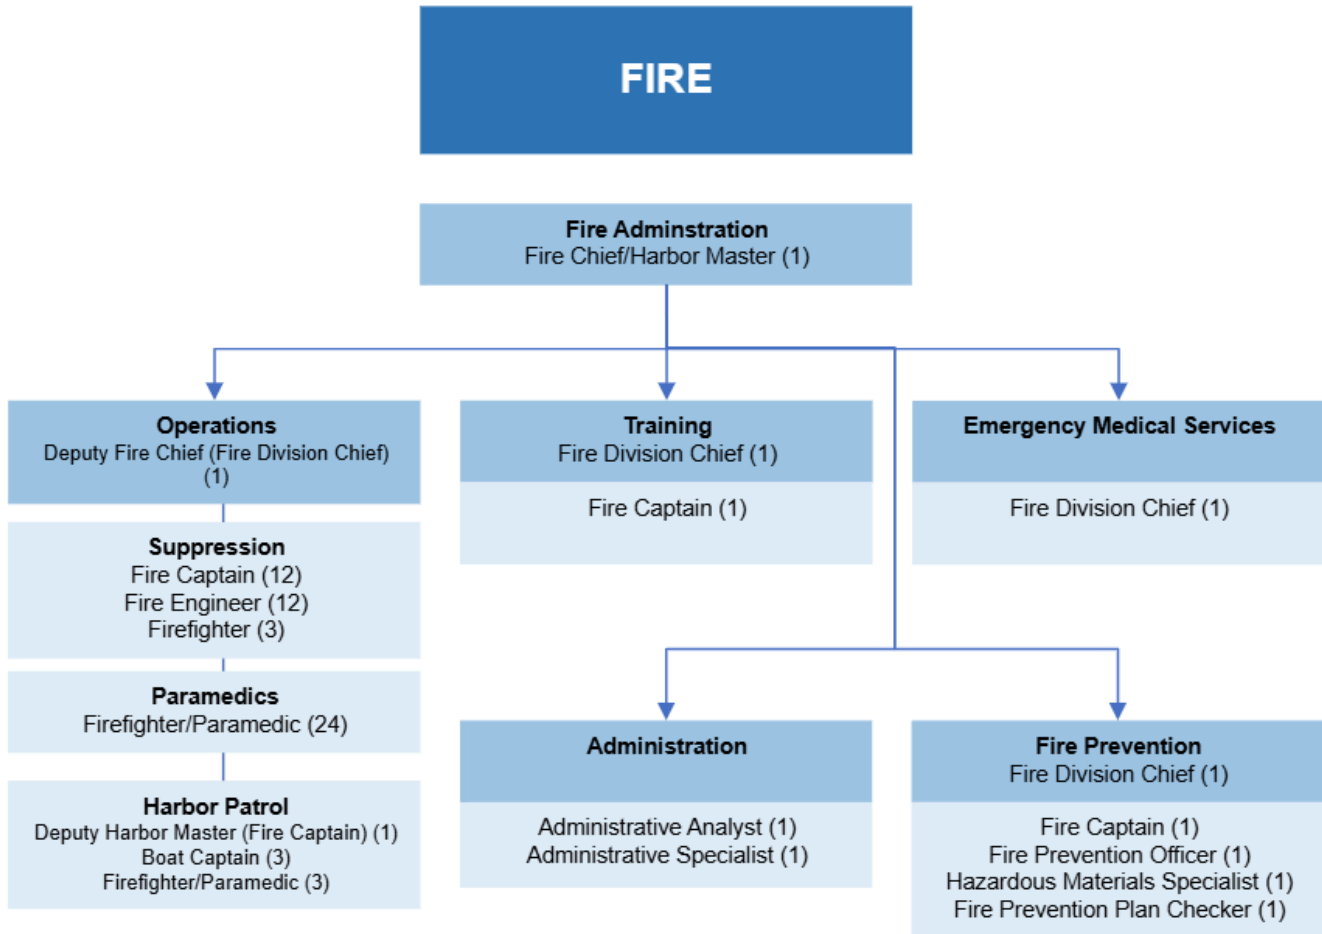 FIRE
Fire Adminstration
Fire Chief/Harbor Master (1)
Operations
Deputy Fire Chief (Fire Division Chief)
(1)
Suppression
Fire Captain (12)
Fire Engineer (12)
Firefighter (3)
Paramedics
Firefighter/Paramedic (24)
Harbor Patrol
Deputy Harbor Master (Fire Captain) (1)
Boat Captain (3)
Firefighter/Paramedic (3)
Training
Fire Division Chief (1)
Fire Captain (1)
Emergency Medical Services
Fire Division Chief (1)
Administration
Administrative Analyst (1)
Administrative Specialist (1)
Fire Prevention
Fire Division Chief (1)
Fire Captain (1)
Fire Prevention Officer (1)
Hazardous Materials Specialist (1)
Fire Prevention Plan Checker (1)